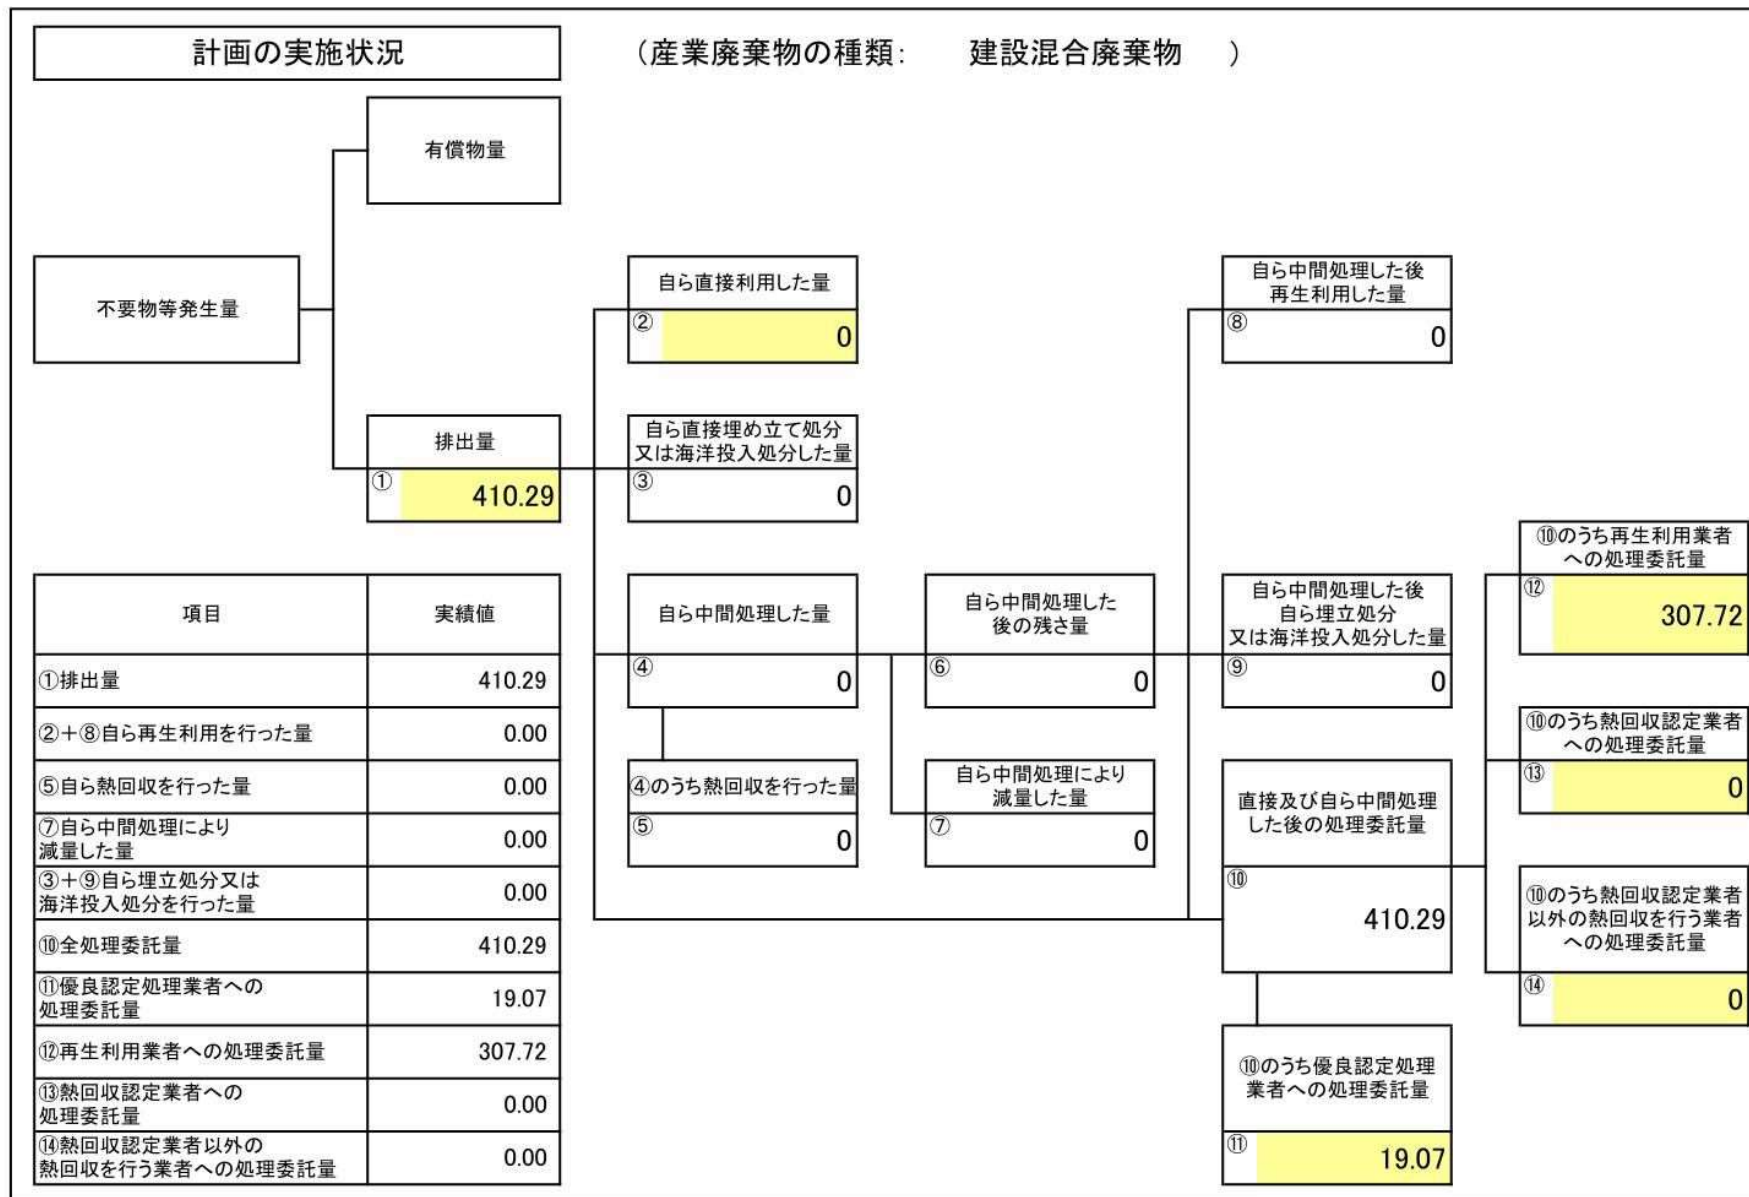 計画の実施状況
（産業廃棄物の種類：　建設混合廃棄物　）
有償物量
不要物等発生量
排出量
①
410.29
自ら直接利用した量
②
0
自ら直接埋め立て処分
又は海洋投入処分した量
③
0
自ら中間処理した量
④
0
④のうち熱回収を行った量
⑤
0
自ら中間処理した
後の残さ量
⑥
0
自ら中間処理により
減量した量
⑦
0
自ら中間処理した後
再生利用した量
⑧
0
自ら中間処理した後
自ら埋立処分
又は海洋投入処分した量
⑨
0
直接及び自ら中間処理
した後の処理委託量
⑩
410.29
⑩のうち優良認定処理
業者への処理委託量
⑪
19.07
⑩のうち再生利用業者
への処理委託量
⑫
307.72
⑩のうち熱回収認定業者
への処理委託量
⑬
0
⑩のうち熱回収認定業者
以外の熱回収を行う業者
への処理委託量
⑭
0
項目 実績値
①排出量 410.29
②＋⑧自ら再生利用を行った量 0.00
⑤自ら熱回収を行った量 0.00
⑦自ら中間処理により
減量した量 0.00
③＋⑨自ら埋立処分又は
海洋投入処分を行った量 0.00
⑩全処理委託量 410.29
⑪優良認定処理業者への
処理委託量 19.07
⑫再生利用業者への処理委託量 307.72
⑬熱回収認定業者への
処理委託量 0.00
⑭熱回収認定業者以外の
熱回収を行う業者への処理委託量 0.00